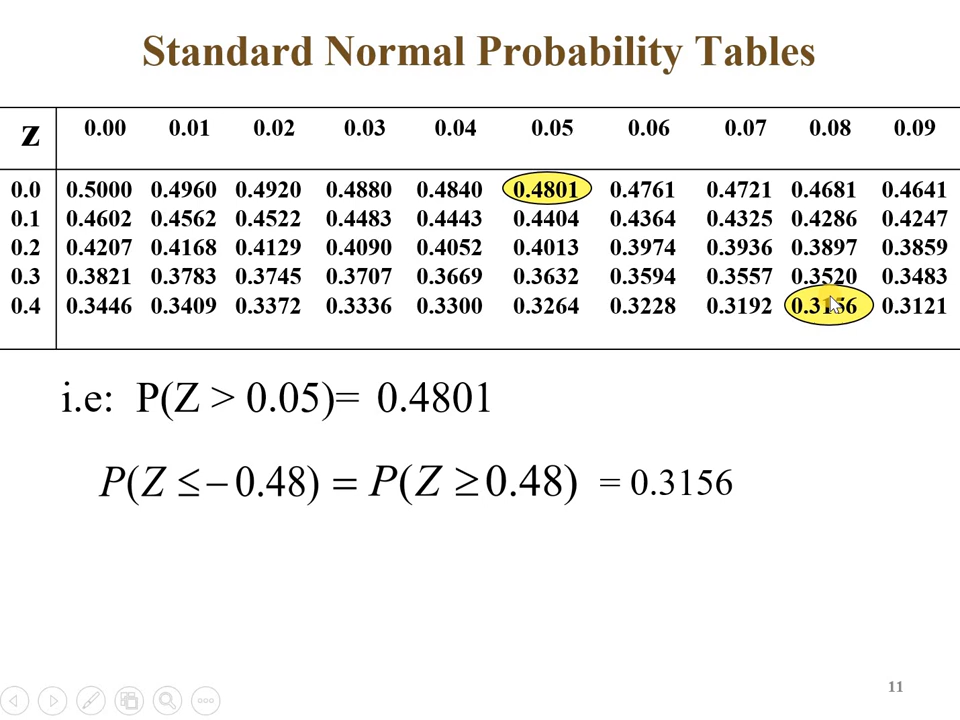 Standard Normal Probability Tables
z 0.00 0.01 0.02 0.03 0.04 0.05 0.06 0.07 0.08 0.09
0.0 0.5000 0.4960 0.4920 0.4880 0.4840 0.4801 0.4761 0.4721 0.4681 0.4641
0.1 0.4602 0.4562 0.4522 0.4483 0.4443 0.4404 0.4364 0.4325 0.4286 0.4247
0.2 0.4207 0.4168 0.4129 0.4090 0.4052 0.4013 0.3974 0.3936 0.3897 0.3859
0.3 0.3821 0.3783 0.3745 0.3707 0.3669 0.3632 0.3594 0.3557 0.3520 0.3483
0.4 0.3446 0.3409 0.3372 0.3336 0.3300 0.3264 0.3228 0.3192 0.3156 0.3121
i.e: P(Z > 0.05)= 0.4801
P(Z ≤ − 0.48) = P(Z ≥ 0.48) = 0.3156
11